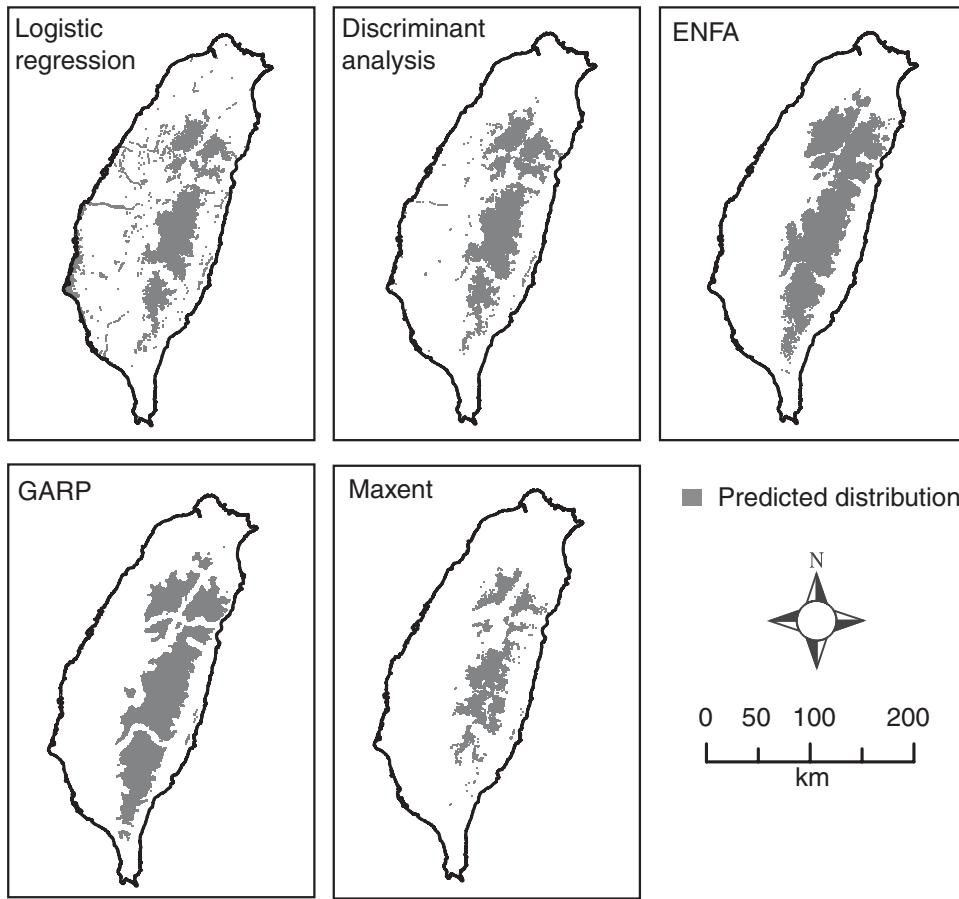 Logistic
regression
Discriminant
analysis
ENFA
GARP
Maxent
Predicted distribution
N
0 50 100 200
km